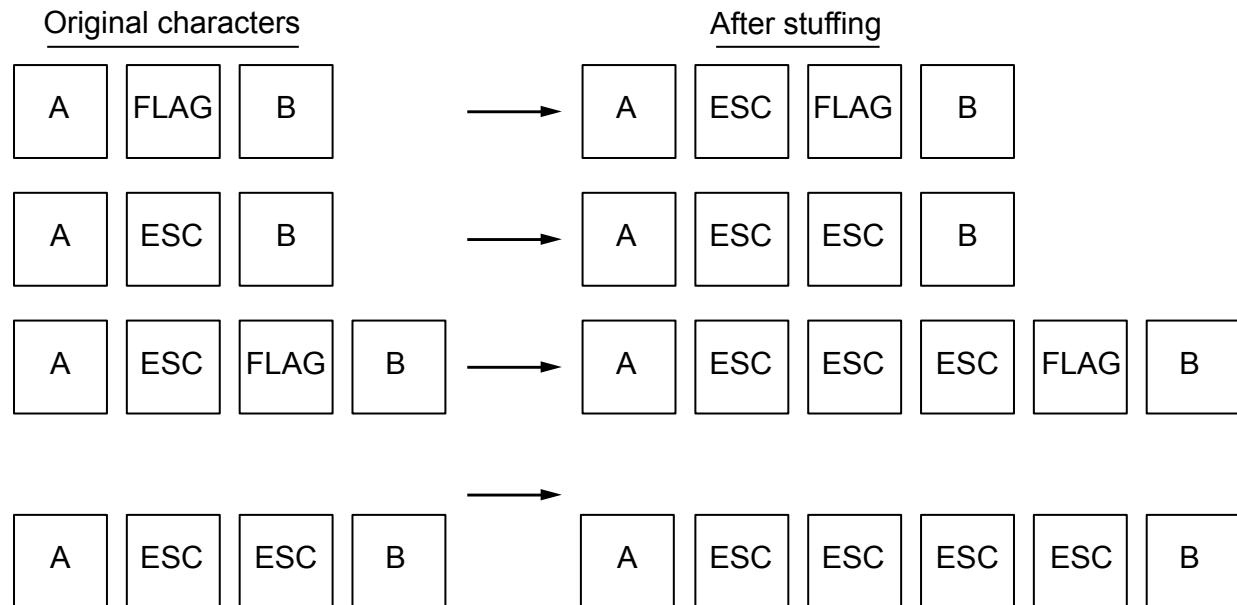 Original characters After stuffing
A FLAG B A ESC FLAG B
A ESC B A ESC ESC B
A ESC FLAG B A ESC ESC ESC FLAG B
A ESC ESC B A ESC ESC ESC ESC B